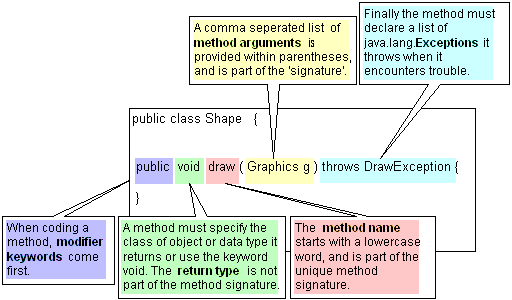 A comma seperated list of
method arguments is
provided within parentheses,
and is part of the 'signature'.
Finally the method must
declare a list of
java.lang.Exceptions it
throws when it
encounters trouble.
public class Shape {
public void draw ( Graphics g ) throws DrawException {
}
When coding a
method, modifier
keywords come
first.
A method must specify the
class of object or data type it
returns or use the keyword
void. The return type is not
part of the method signature.
The method name
starts with a lowercase
word, and is part of the
unique method
signature.